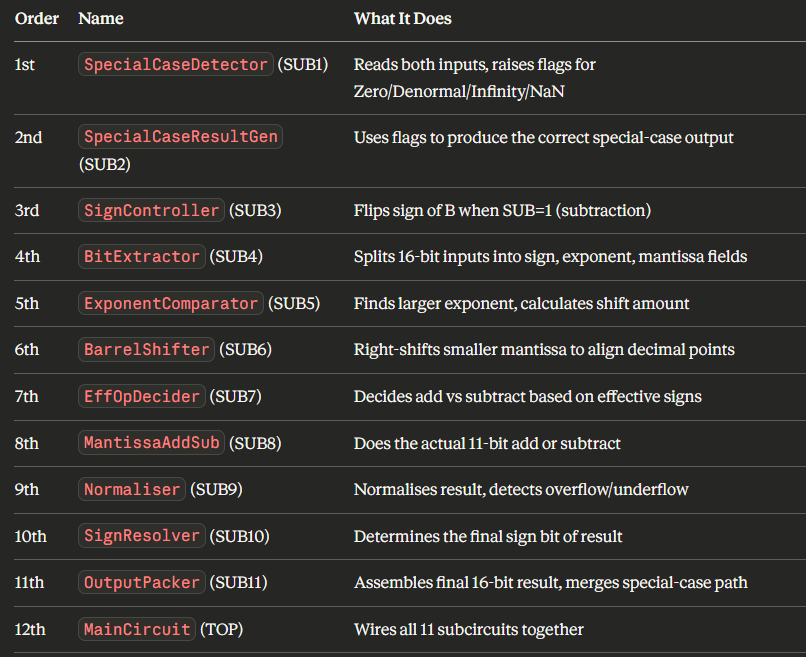 Order Name What It Does
1st SpecialCaseDetector (SUB1) Reads both inputs, raises flags for
Zero/Denormal/Infinity/NaN
2nd SpecialCaseResultGen Uses flags to produce the correct special-case output
(SUB2)
3rd SignController (SUB3) Flips sign of B when SUB=1 (subtraction)
4th BitExtractor (SUB4) Splits 16-bit inputs into sign, exponent, mantissa fields
5th ExponentComparator (SUB5) Finds larger exponent, calculates shift amount
6th BarrelShifter (SUB6) Right-shifts smaller mantissa to align decimal points
7th EffOpDecider (SUB7) Decides add vs subtract based on effective signs
8th MantissaAddSub (SUB8) Does the actual 11-bit add or subtract
9th Normaliser (SUB9) Normalises result, detects overflow/underflow
10th SignResolver (SUB10) Determines the final sign bit of result
11th OutputPacker (SUB11) Assembles final 16-bit result, merges special-case path
12th MainCircuit (TOP) Wires all 11 subcircuits together